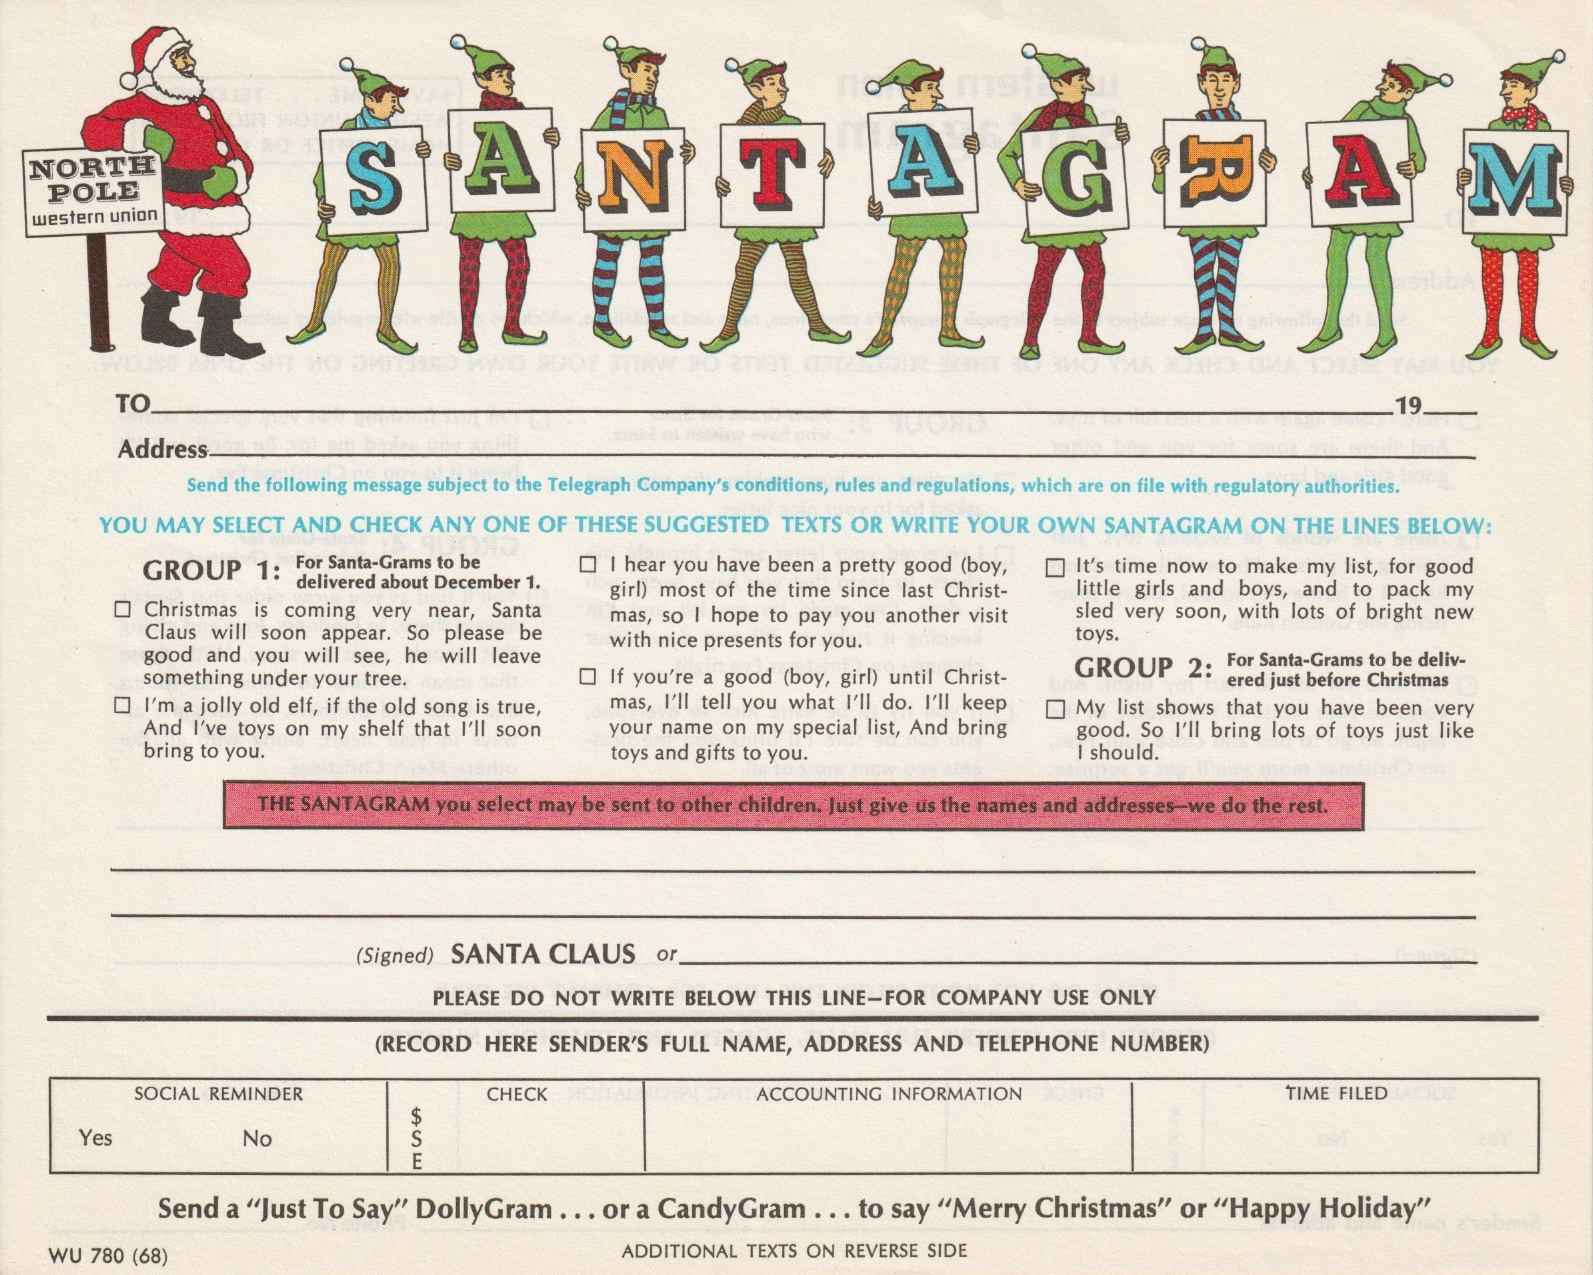 NORTH
POLE
western union
SANTAGRAM
TO 19
Address
Send the following message subject to the Telegraph Company's conditions, rules and regulations, which are on file with regulatory authorities.
YOU MAY SELECT AND CHECK ANY ONE OF THESE SUGGESTED TEXTS OR WRITE YOUR OWN SANTAGRAM ON THE LINES BELOW:
GROUP 1: For Santa-Grams to be
delivered about December 1.
☐ Christmas is coming very near, Santa
Claus will soon appear. So please be
good and you will see, he will leave
something under your tree.
☐ I'm a jolly old elf, if the old song is true,
And I've toys on my shelf that I'll soon
bring to you.
☐ I hear you have been a pretty good (boy,
girl) most of the time since last Christ-
mas, so I hope to pay you another visit
with nice presents for you.
☐ If you're a good (boy, girl) until Christ-
mas, I'll tell you what I'll do. I'll keep
your name on my special list, And bring
toys and gifts to you.
☐ It's time now to make my list, for good
little girls and boys, and to pack my
sled very soon, with lots of bright new
toys.
GROUP 2: For Santa-Grams to be deliv-
ered just before Christmas
☐ My list shows that you have been very
good. So I'll bring lots of toys just like
I should.
THE SANTAGRAM you select may be sent to other children. Just give us the names and addresses—we do the rest.
(Signed) SANTA CLAUS or
PLEASE DO NOT WRITE BELOW THIS LINE—FOR COMPANY USE ONLY
(RECORD HERE SENDER'S FULL NAME, ADDRESS AND TELEPHONE NUMBER)
SOCIAL REMINDER
Yes No
$
S
E
CHECK
ACCOUNTING INFORMATION
TIME FILED
Send a "Just To Say" DollyGram . . . or a CandyGram . . . to say "Merry Christmas" or "Happy Holiday"
WU 780 (68)
ADDITIONAL TEXTS ON REVERSE SIDE